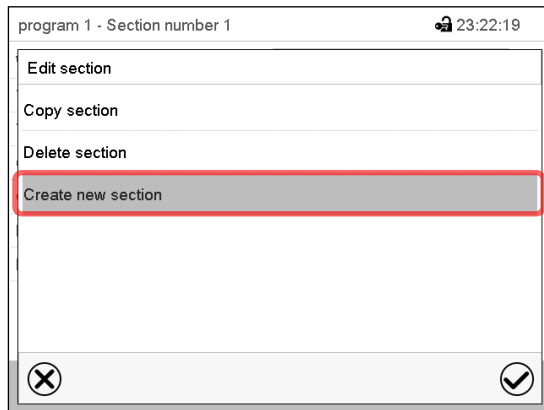 program 1 - Section number 1 23:22:19
Edit section
Copy section
Delete section
Create new section